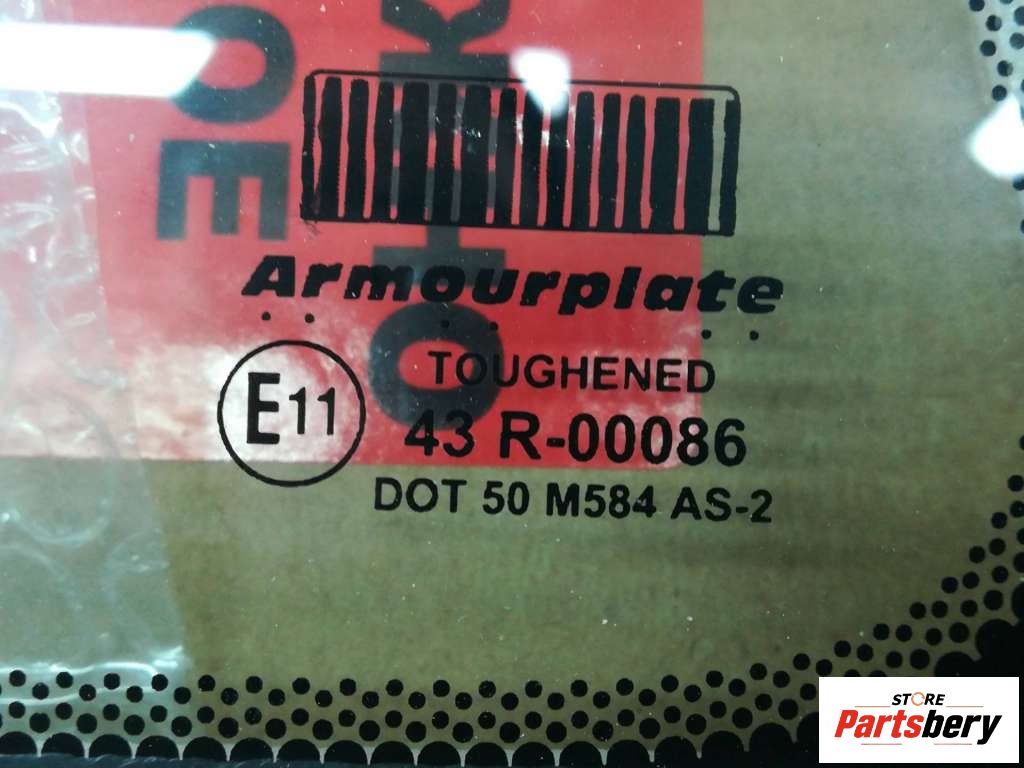 Armourplate
TOUGHENED
E11
43 R-00086
DOT 50 M584 AS-2
STORE
Partsbery